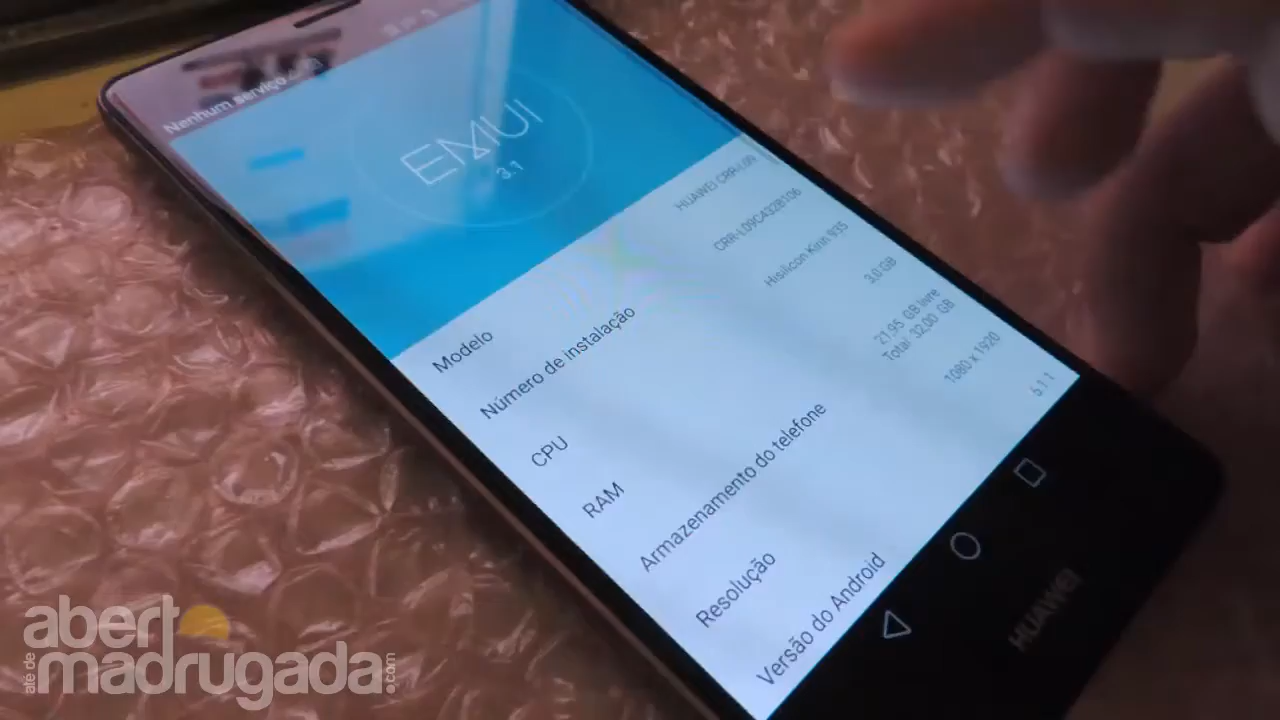 Nenhum serviço
EMUI
3.1
Modelo
HUAWEI CRR-L09
Número de instalação
CRR-L09C432B106
CPU
Hisilicon Kirin 935
RAM
3,0 GB
Armazenamento do telefone
21,95 GB livre
Total 32,00 GB
Resolução
1080 x 1920
Versão do Android
5.1.1
HUAWEI
abert
até de madrugada.com